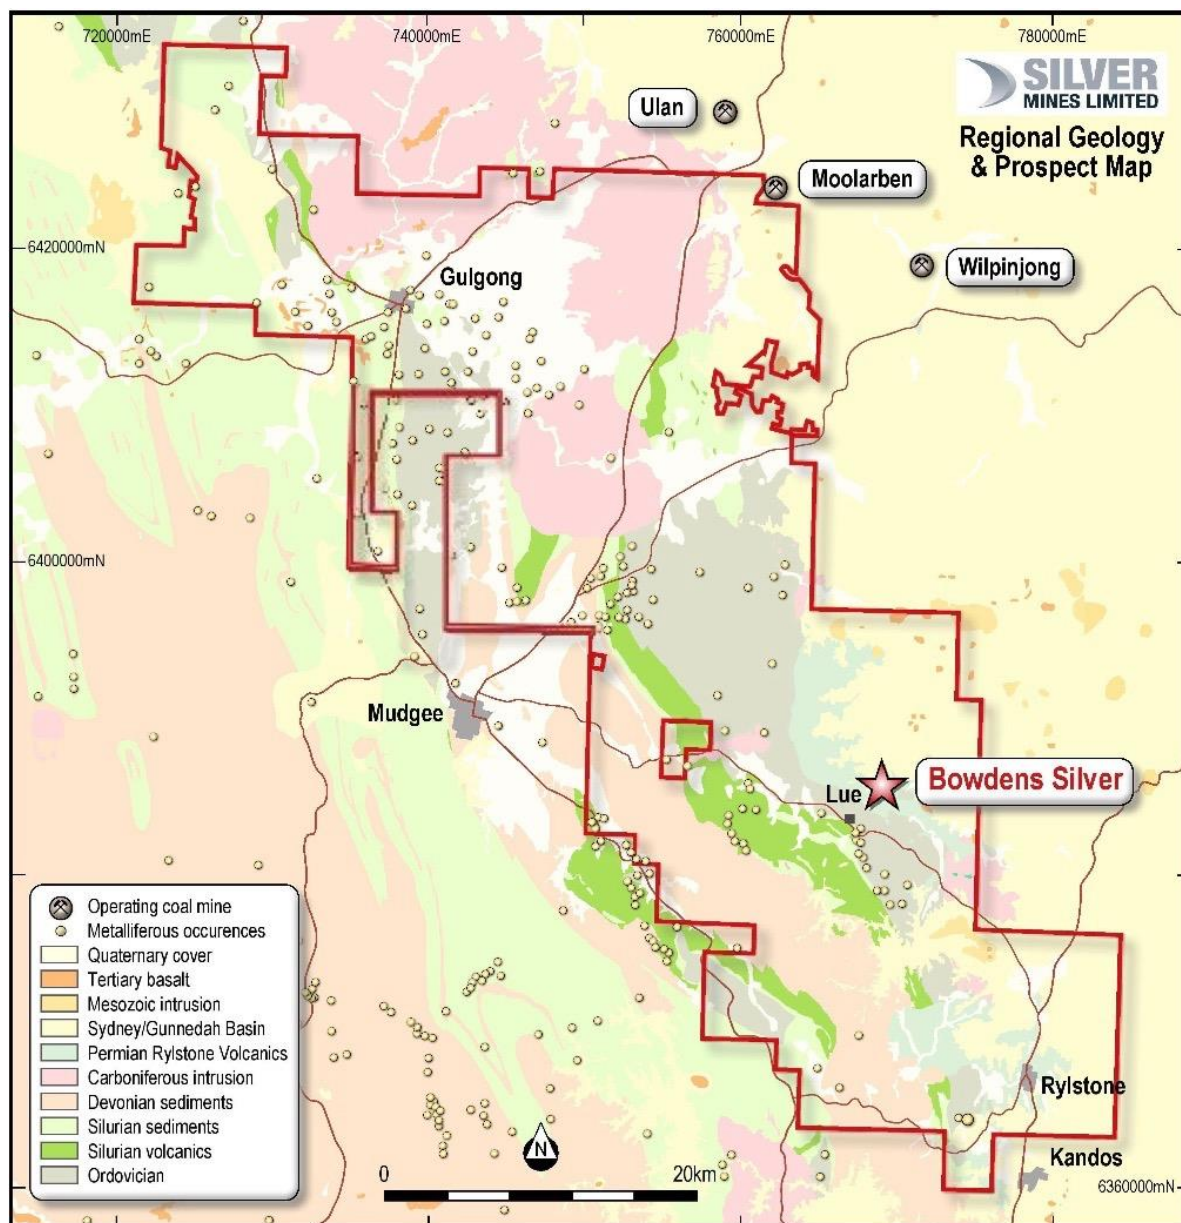 720000mE
740000mE
760000mE
780000mE
SILVER
MINES LIMITED
Regional Geology
& Prospect Map
Ulan
Moolarben
Wilpinjong
6420000mN
Gulgong
6400000mN
Mudgee
Lue
Bowdens Silver
Operating coal mine
Metalliferous occurences
Quaternary cover
Tertiary basalt
Mesozoic intrusion
Sydney/Gunnedah Basin
Permian Rylstone Volcanics
Carboniferous intrusion
Devonian sediments
Silurian sediments
Silurian volcanics
Ordovician
N
0
20km
Rylstone
Kandos
6360000mN